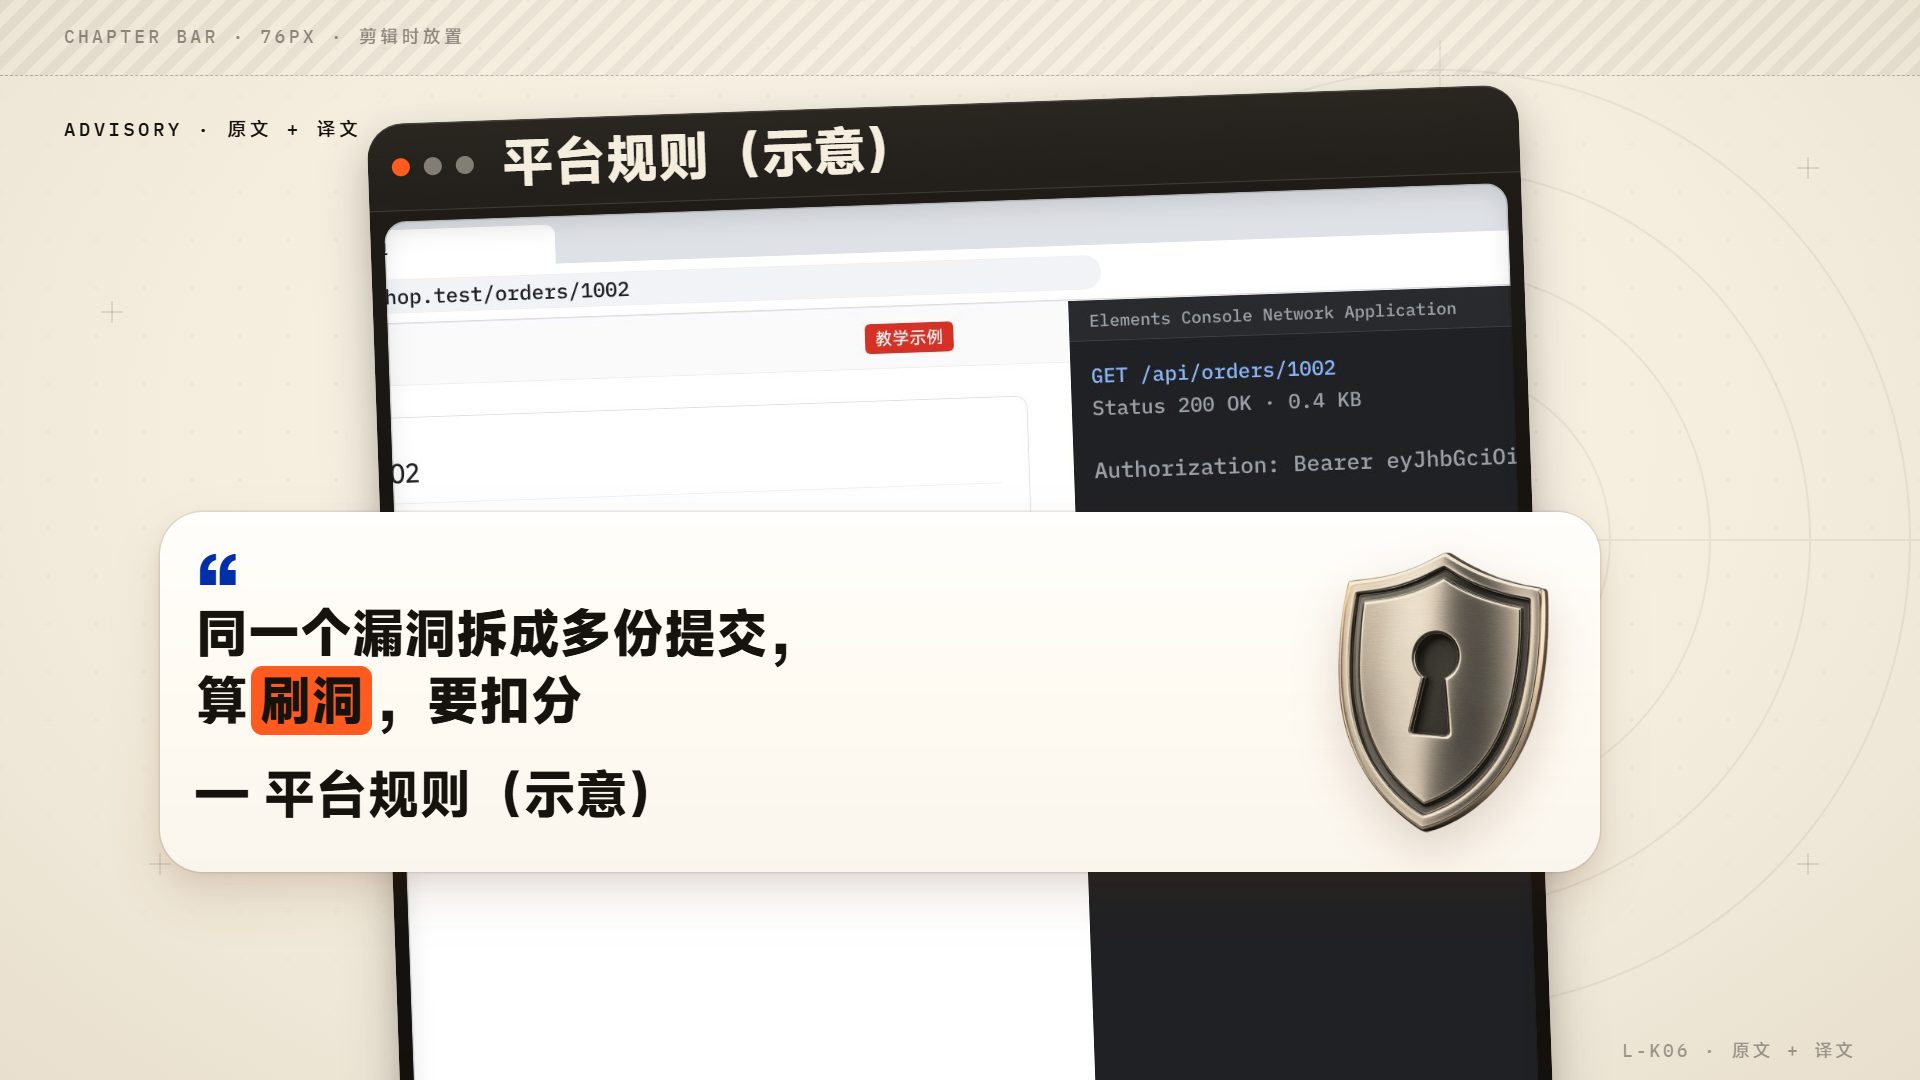 CHAPTER BAR · 76PX · 剪辑时放置
ADVISORY · 原文 + 译文
平台规则（示意）
hop.test/orders/1002
教学示例
Elements Console Network Application
GET /api/orders/1002
Status 200 OK · 0.4 KB
Authorization: Bearer eyJhbGciOi
02
“
同一个漏洞拆成多份提交，
算刷洞，要扣分
— 平台规则（示意）
L-K06 · 原文 + 译文